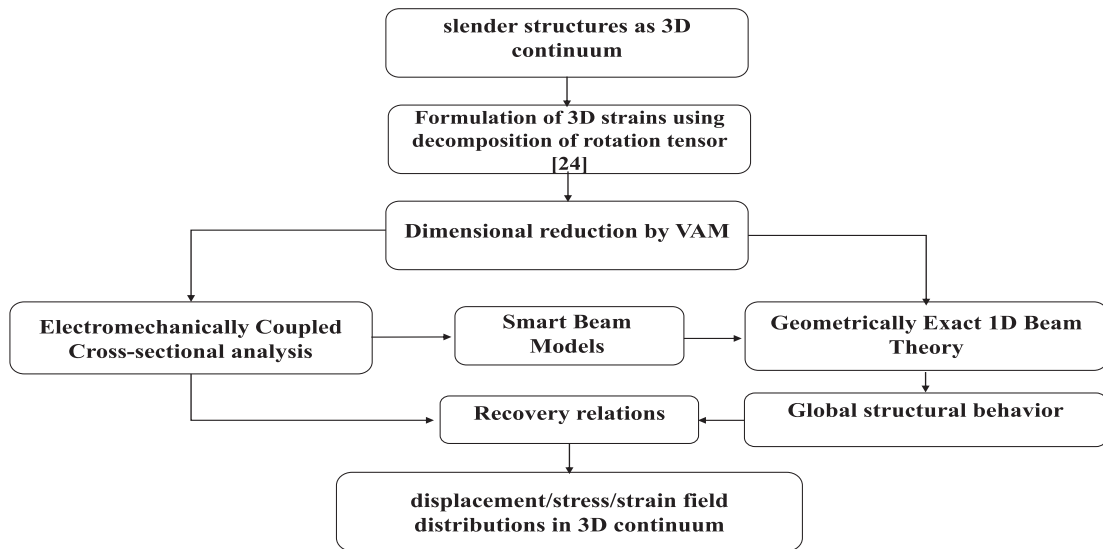 slender structures as 3D
continuum
Formulation of 3D strains using
decomposition of rotation tensor
[24]
Dimensional reduction by VAM
Electromechanically Coupled
Cross-sectional analysis
Smart Beam
Models
Geometrically Exact 1D Beam
Theory
Recovery relations
Global structural behavior
displacement/stress/strain field
distributions in 3D continuum